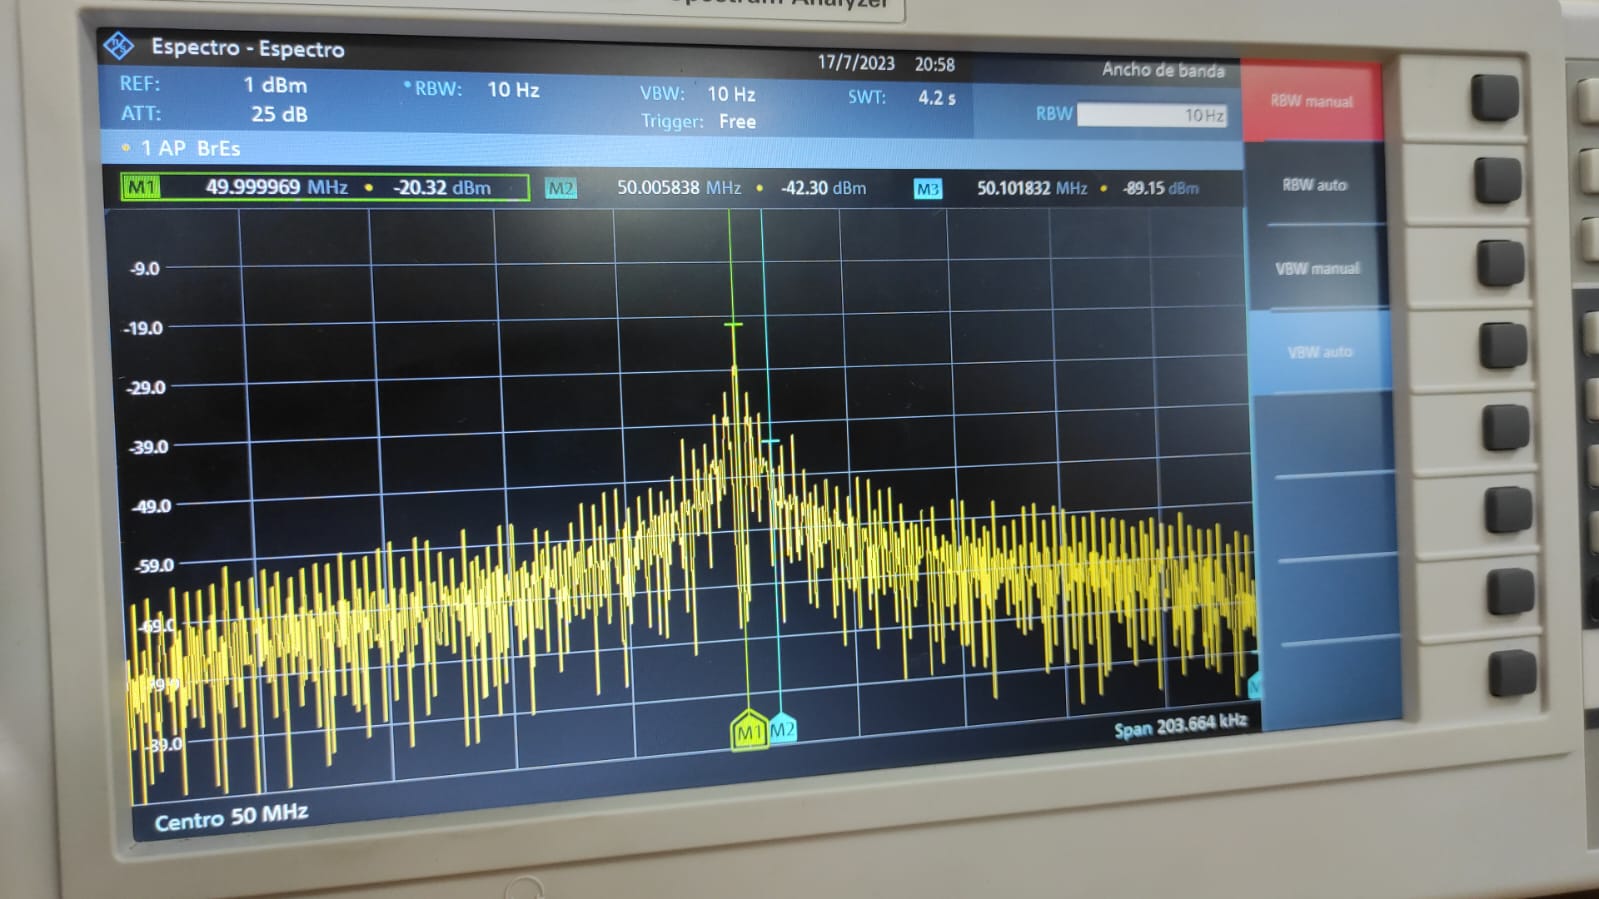 Spectrum Analyzer
Espectro - Espectro
17/7/2023 20:58
Ancho de banda
REF: 1 dBm
RBW: 10 Hz
VBW: 10 Hz
SWT: 4.2 s
ATT: 25 dB
Trigger: Free
RBW 10 Hz
1 AP BrEs
M1 49.999969 MHz • -20.32 dBm M2 50.005838 MHz • -42.30 dBm M3 50.101832 MHz • -89.15 dBm
-9.0
-19.0
-29.0
-39.0
-49.0
-59.0
-69.0
M1 M2
Span 203.664 kHz
Centro 50 MHz
RBW manual
RBW auto
VBW manual
VBW auto